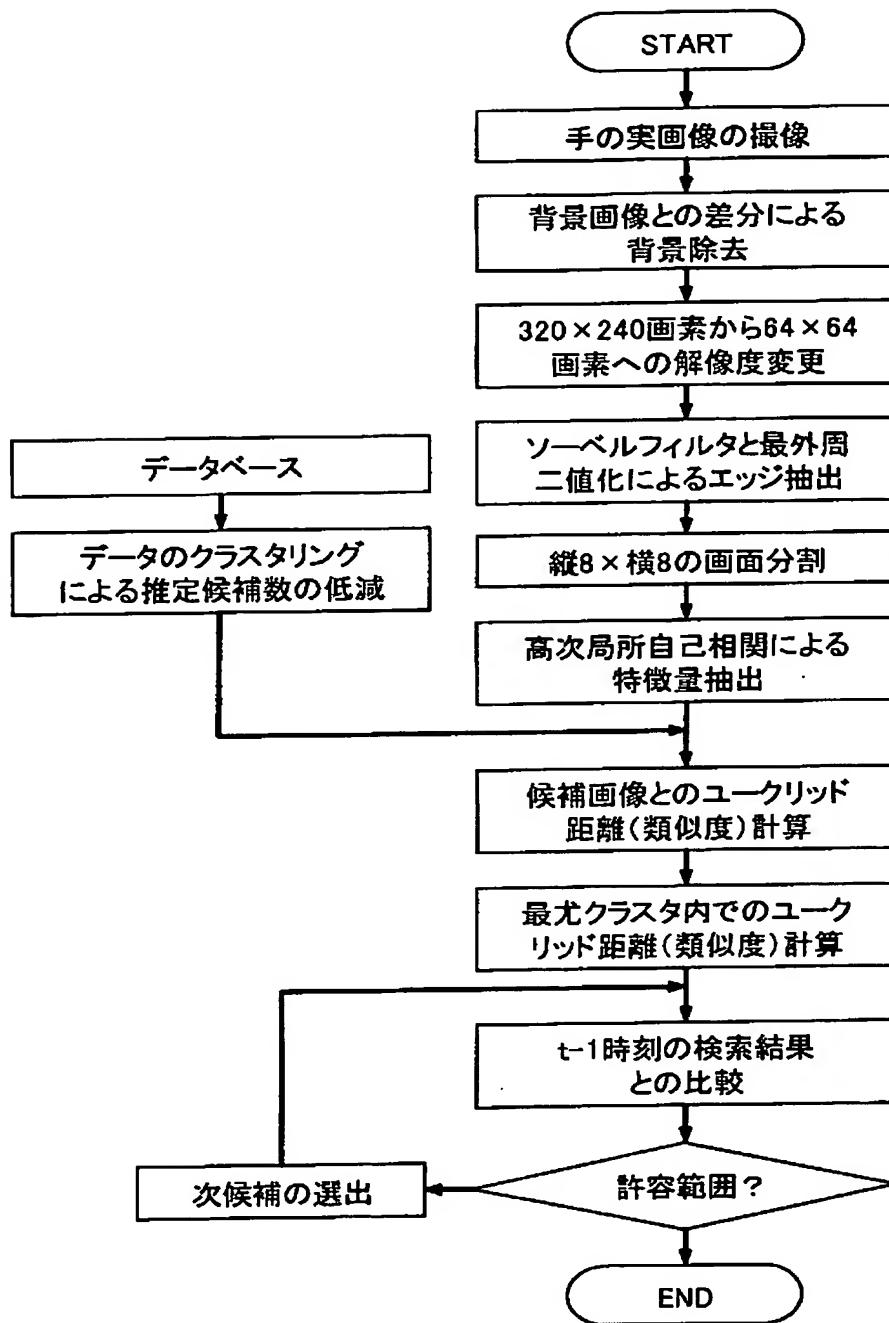 START
手の実画像の撮像
背景画像との差分による
背景除去
320×240画素から64×64
画素への解像度変更
ソーベルフィルタと最外周
二値化によるエッジ抽出
データベース
データのクラスタリング
による推定候補数の低減
縦8×横8の画面分割
高次局所自己相関による
特徴量抽出
候補画像とのユークリッド
距離(類似度)計算
最尤クラスタ内でのユーク
リッド距離(類似度)計算
t-1時刻の検索結果
との比較
許容範囲?
次候補の選出
END